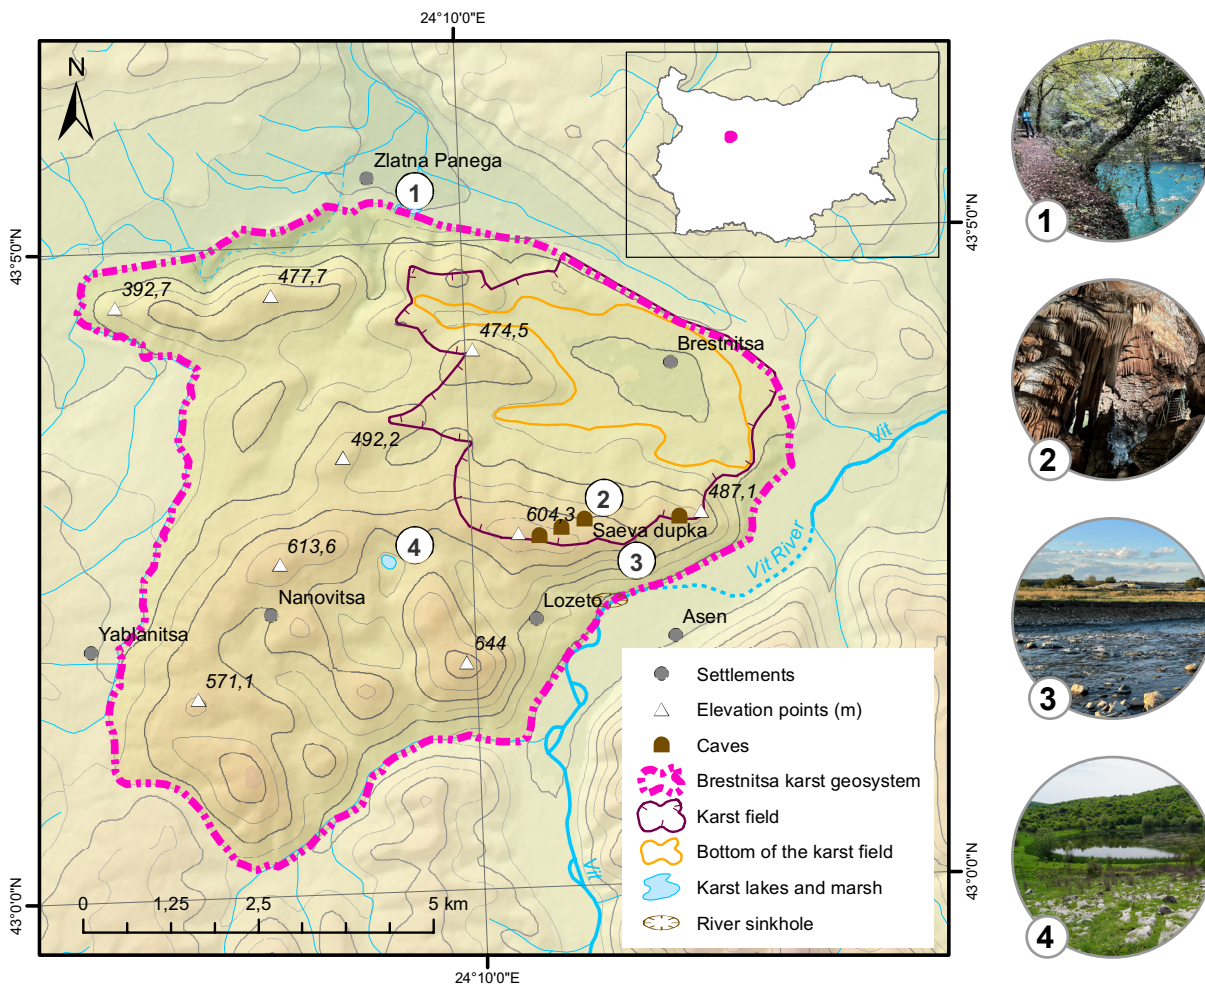 24°10'0"E
N
Zlatna Panega
1
43°5'0"N
43°5'0"N
392,7
477,7
474,5
Brestnitsa
492,2
Vit
487,1
2
604,3
Saeva dupka
613,6
4
3
Vit River
Nanovitsa
Lozeto
Asen
Yablanitsa
644
571,1
Vit
Settlements
Elevation points (m)
Caves
Brestnitsa karst geosystem
Karst field
Bottom of the karst field
Karst lakes and marsh
River sinkhole
0 1,25 2,5 5 km
43°0'0"N
43°0'0"N
24°10'0"E
1
2
3
4